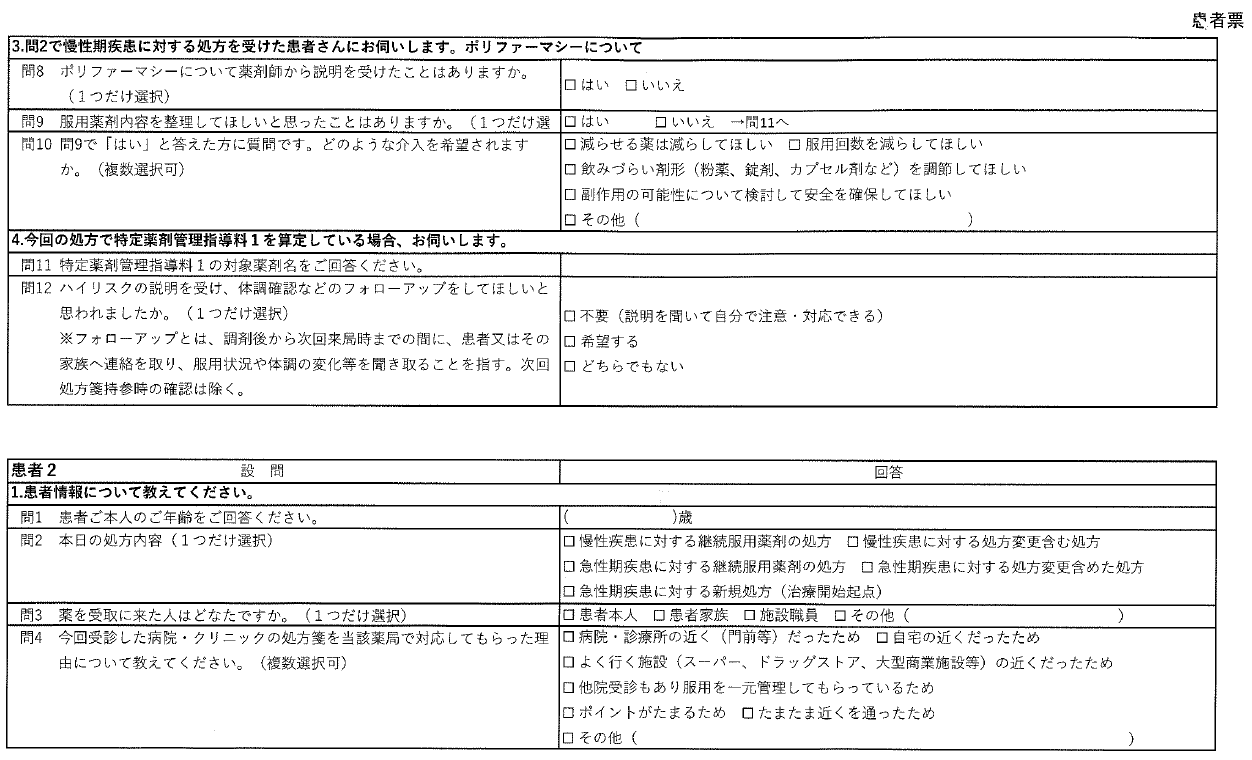 患者票
3.問2で慢性期疾患に対する処方を受けた患者さんにお伺いします。ポリファーマシーについて
問8 ポリファーマシーについて薬剤師から説明を受けたことはありますか。
（１つだけ選択）
□はい □いいえ
問9 服用薬剤内容を整理してほしいと思ったことはありますか。（１つだけ選
□はい □いいえ →問11へ
問10 問9で「はい」と答えた方に質問です。どのような介入を希望されます
か。（複数選択可）
□減らせる薬は減らしてほしい □服用回数を減らしてほしい
□飲みづらい剤形（粉薬、錠剤、カプセル剤など）を調節してほしい
□副作用の可能性について検討して安全を確保してほしい
□その他（ ）
4.今回の処方で特定薬剤管理指導料１を算定している場合、お伺いします。
問11 特定薬剤管理指導料１の対象薬剤名をご回答ください。
問12 ハイリスクの説明を受け、体調確認などのフォローアップをしてほしいと
思われましたか。（１つだけ選択）
※フォローアップとは、調剤後から次回来局時までの間に、患者又はその
家族へ連絡を取り、服用状況や体調の変化等を聞き取ることを指す。次回
処方箋持参時の確認は除く。
□不要（説明を聞いて自分で注意・対応できる）
□希望する
□どちらでもない
患者２ 設　問 回答
1.患者情報について教えてください。
問1 患者ご本人のご年齢をご回答ください。
( )歳
問2 本日の処方内容（１つだけ選択）
□慢性疾患に対する継続服用薬剤の処方 □慢性疾患に対する処方変更含む処方
□急性期疾患に対する継続服用薬剤の処方 □急性期疾患に対する処方変更含めた処方
□急性期疾患に対する新規処方（治療開始起点）
問3 薬を受取に来た人はどなたですか。（１つだけ選択）
□患者本人 □患者家族 □施設職員 □その他（ ）
問4 今回受診した病院・クリニックの処方箋を当該薬局で対応してもらった理
由について教えてください。（複数選択可）
□病院・診療所の近く（門前等）だったため □自宅の近くだったため
□よく行く施設（スーパー、ドラッグストア、大型商業施設等）の近くだったため
□他院受診もあり服用を一元管理してもらっているため
□ポイントがたまるため □たまたま近くを通ったため
□その他（ ）